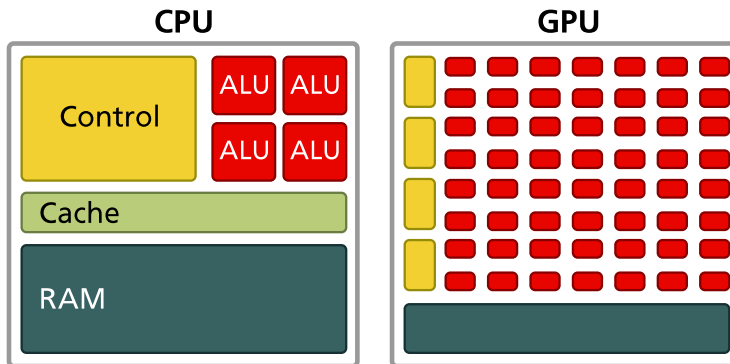 CPU
GPU
Control
ALU
ALU
ALU
ALU
Cache
RAM